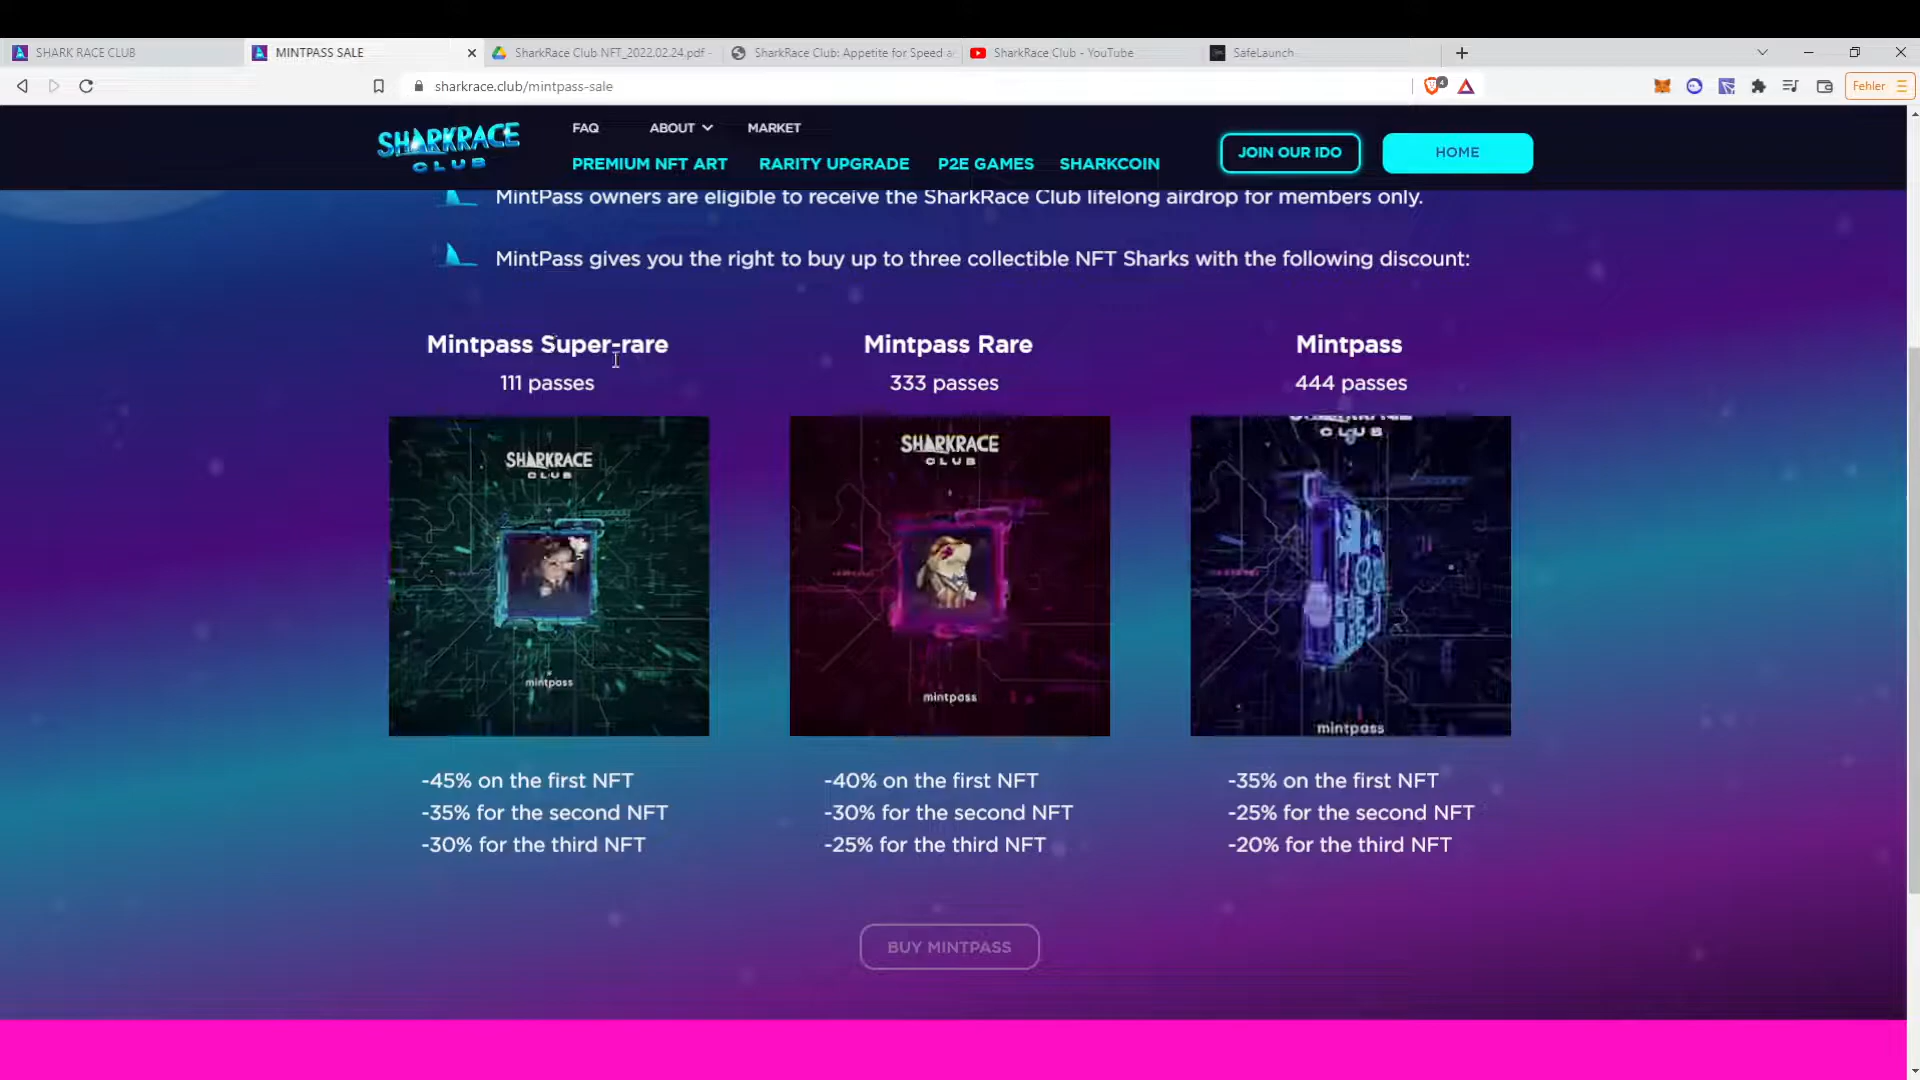 SHARK RACE CLUB
MINTPASS SALE
SharkRace Club NFT_2022.02.24.pdf -
SharkRace Club: Appetite for Speed a
SharkRace Club - YouTube
SafeLaunch
sharkrace.club/mintpass-sale
4
Fehler
SHARKRACE
CLUB
FAQ
ABOUT
MARKET
PREMIUM NFT ART
RARITY UPGRADE
P2E GAMES
SHARKCOIN
JOIN OUR IDO
HOME
MintPass owners are eligible to receive the SharkRace Club lifelong airdrop for members only.
MintPass gives you the right to buy up to three collectible NFT Sharks with the following discount:
Mintpass Super-rare
111 passes
SHARKRACE
CLUB
mintpass
-45% on the first NFT
-35% for the second NFT
-30% for the third NFT
Mintpass Rare
333 passes
SHARKRACE
CLUB
mintpass
-40% on the first NFT
-30% for the second NFT
-25% for the third NFT
Mintpass
444 passes
CLUB
mintpass
-35% on the first NFT
-25% for the second NFT
-20% for the third NFT
BUY MINTPASS